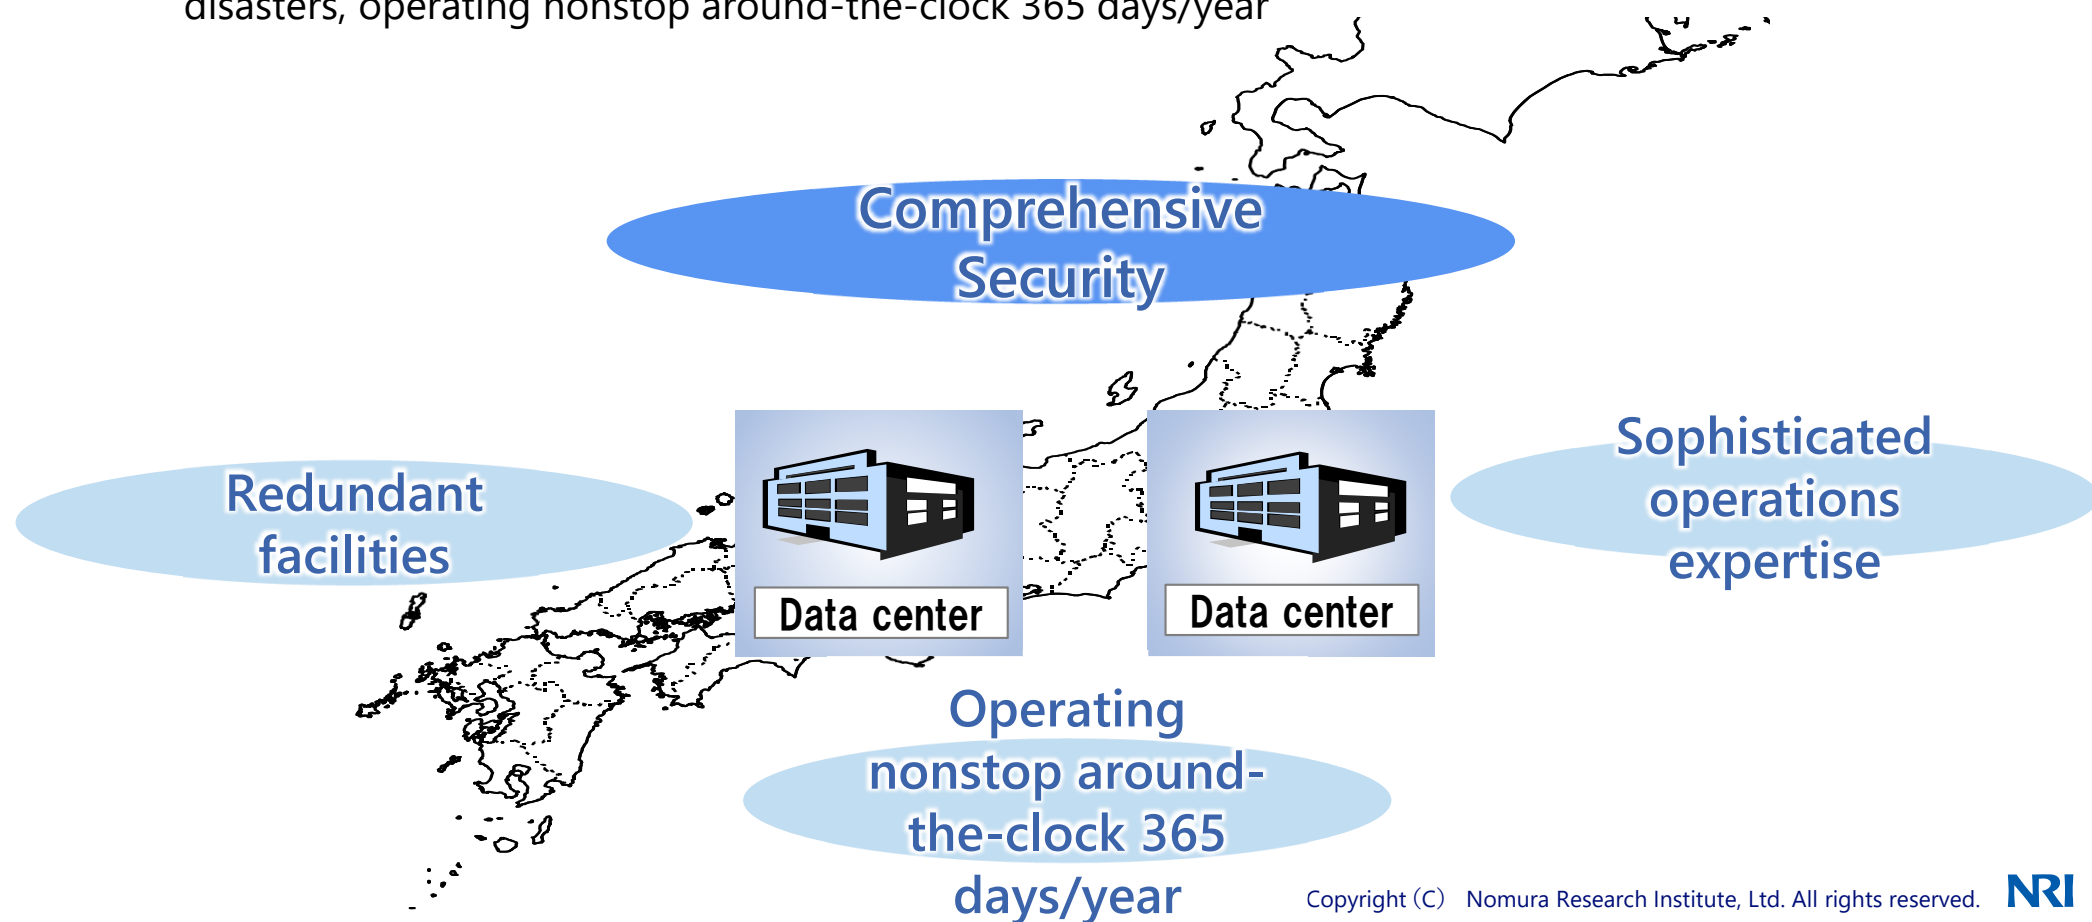 disasters, operating nonstop around-the-clock 365 days/year
Comprehensive
Security
Redundant
facilities
Sophisticated
operations
expertise
Data center
Data center
Operating
nonstop around-
the-clock 365
days/year
Copyright (C) Nomura Research Institute, Ltd. All rights reserved.
NRI